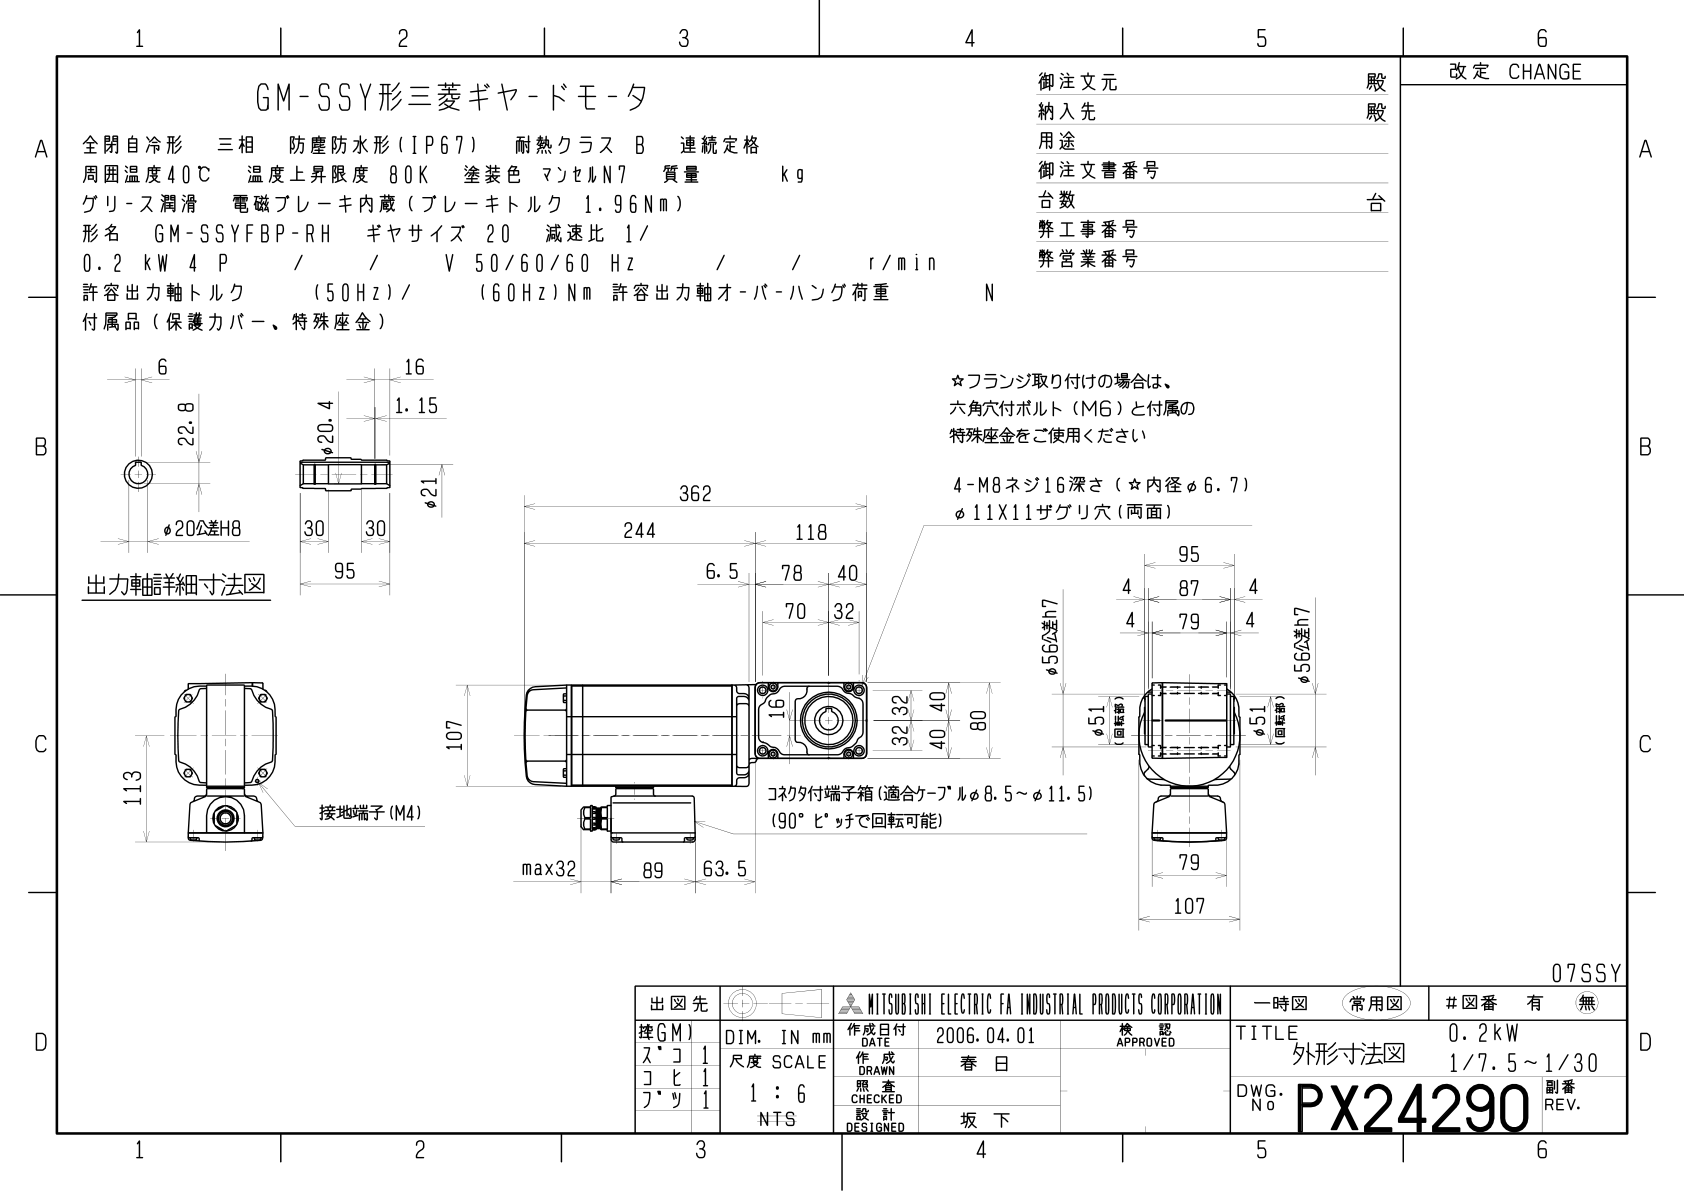 1 2 3 4 5 6
改定 CHANGE
A A
B B
C C
D D
GM-SSY形三菱ギヤードモータ
全閉自冷形 三相 防塵防水形(IP67) 耐熱クラス B 連続定格
周囲温度40℃ 温度上昇限度 80K 塗装色 マンセルN7 質量 kg
グリース潤滑 電磁ブレーキ内蔵(ブレーキトルク 1.96Nm)
形名 GM-SSYFBP-RH ギヤサイズ 20 減速比 1/
0.2 kW 4 P / / V 50/60/60 Hz / / r/min
許容出力軸トルク (50Hz)/ (60Hz)Nm 許容出力軸オーバーハング荷重 N
付属品(保護カバー、特殊座金)
御注文元 殿
納入先 殿
用途
御注文書番号
台数 台
弊工事番号
弊営業番号
6
22.8
φ20公差H8
16
1.15
φ20.4
φ21
30 30
95
出力軸詳細寸法図
☆フランジ取り付けの場合は、
六角穴付ボルト(M6)と付属の
特殊座金をご使用ください
4-M8ネジ16深さ(☆内径φ6.7)
φ11X11ザグリ穴(両面)
362
244 118
6.5 78 40
70 32
107
16
32 40
32 40
80
95
4 87 4
4 79 4
φ56公差h7
φ56公差h7
φ51
(回転部)
φ51
(回転部)
113
接地端子(M4)
コネクタ付端子箱(適合ケーブルφ8.5~φ11.5)
(90°ピッチで回転可能)
max32 89 63.5
79
107
07SSY
出図先
MITSUBISHI ELECTRIC FA INDUSTRIAL PRODUCTS CORPORATION
一時図 常用図
#図番 有 無
DIM. IN mm
尺度 SCALE
1 : 6
NTS
スコ 1
コヒ 1
ブツ 1
作成日付
DATE
2006.04.01
作成
DRAWN
春日
照査
CHECKED
設計
DESIGNED
坂下
検認
APPROVED
TITLE
外形寸法図
0.2kW
1/7.5~1/30
DWG.
No
PX24290
副番
REV.
1 2 3 4 5 6